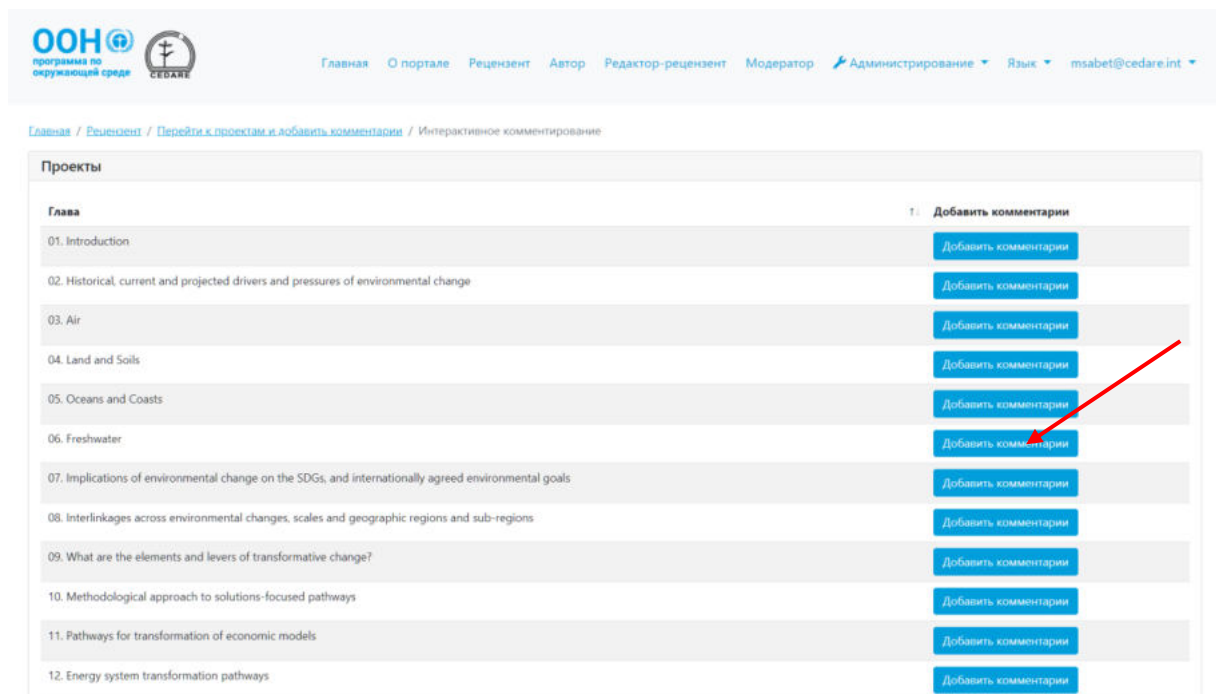 ООН
программа по
окружающей среде
CEDARE
Главная О портале Рецензент Автор Редактор-рецензент Модератор Администрирование Язык msabet@cedare.int
Главная / Рецензент / Перейти к проектам и добавить комментарии / Интерактивное комментирование
Проекты
Глава Добавить комментарии
01. Introduction Добавить комментарии
02. Historical, current and projected drivers and pressures of environmental change Добавить комментарии
03. Air Добавить комментарии
04. Land and Soils Добавить комментарии
05. Oceans and Coasts Добавить комментарии
06. Freshwater Добавить комментарии
07. Implications of environmental change on the SDGs, and internationally agreed environmental goals Добавить комментарии
08. Interlinkages across environmental changes, scales and geographic regions and sub-regions Добавить комментарии
09. What are the elements and levers of transformative change? Добавить комментарии
10. Methodological approach to solutions-focused pathways Добавить комментарии
11. Pathways for transformation of economic models Добавить комментарии
12. Energy system transformation pathways Добавить комментарии